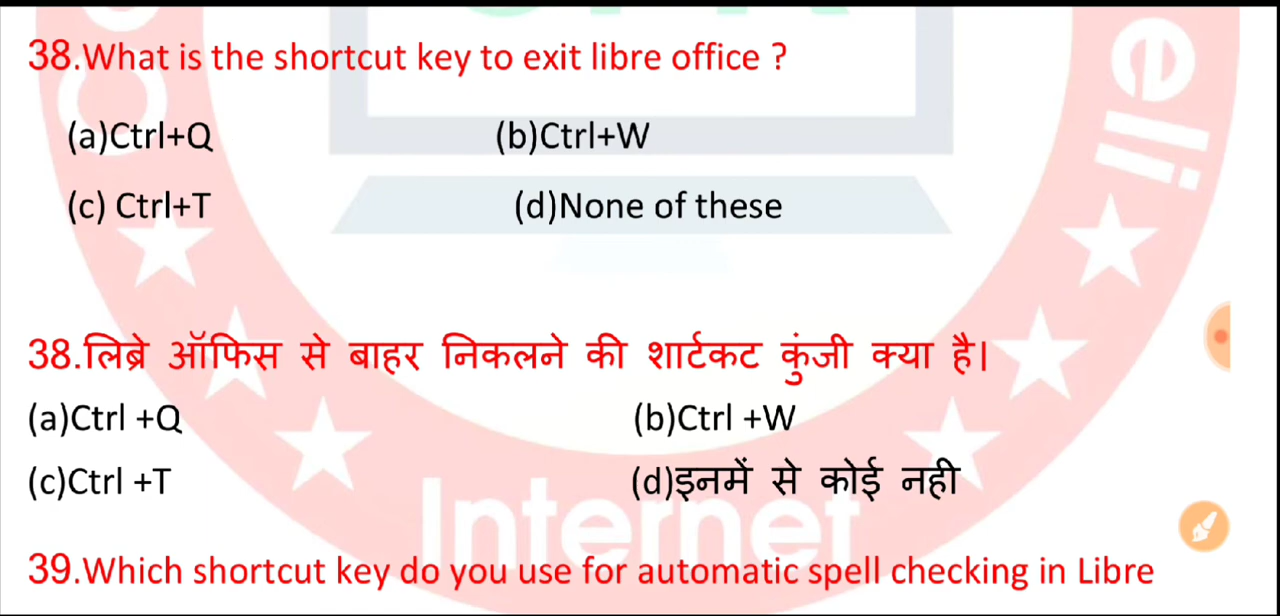 38.What is the shortcut key to exit libre office ?
(a)Ctrl+Q (b)Ctrl+W
(c) Ctrl+T (d)None of these
38.लिब्रे ऑफिस से बाहर निकलने की शार्टकट कुंजी क्या है।
(a)Ctrl +Q (b)Ctrl +W
(c)Ctrl +T (d)इनमें से कोई नही
Internet
39.Which shortcut key do you use for automatic spell checking in Libre